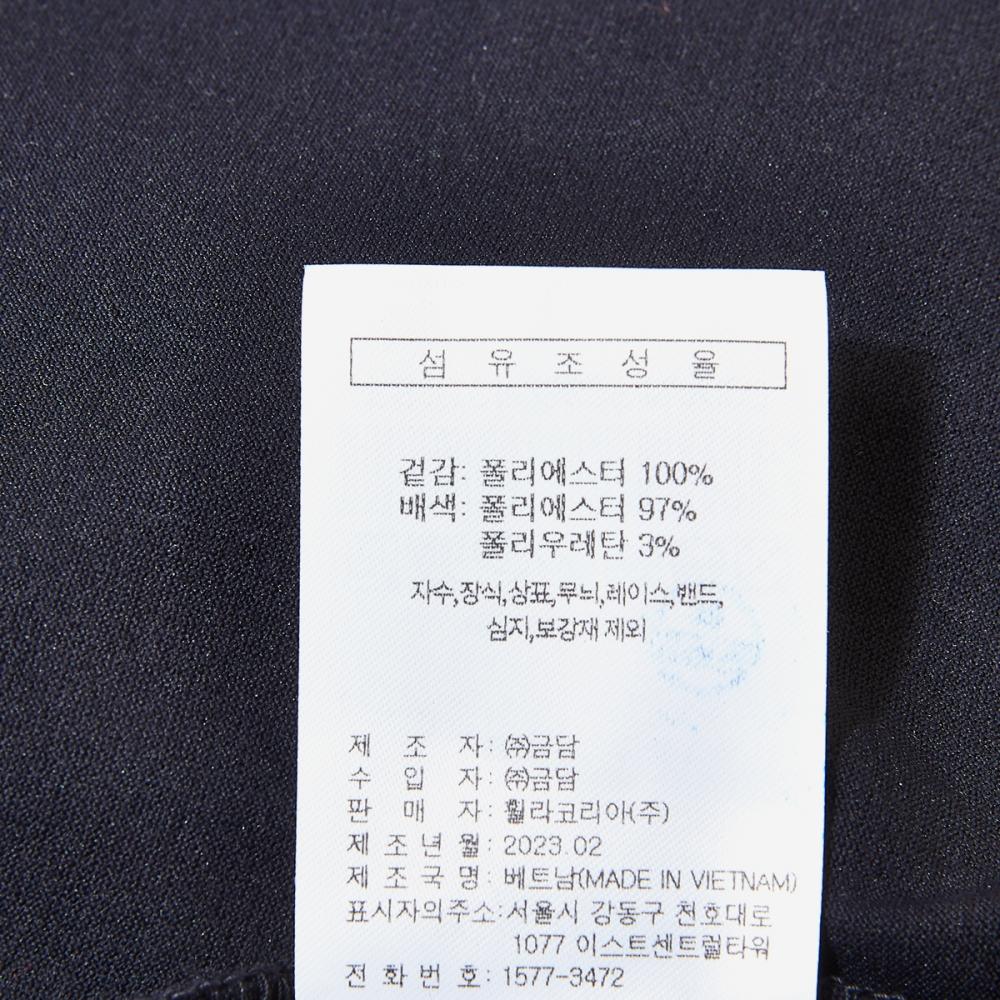 섬 유 조 성 율
겉감: 폴리에스터 100%
배색: 폴리에스터 97%
폴리우레탄 3%
자수,장식,상표,무늬,레이스,밴드,
심지,보강재 제외
제 조 자: ㈜금담
수 입 자: ㈜금담
판 매 자: 휠라코리아(주)
제 조 년 월: 2023.02
제 조 국 명: 베트남(MADE IN VIETNAM)
표시자의주소:서울시 강동구 천호대로
1077 이스트센트럴타워
전 화 번 호: 1577-3472